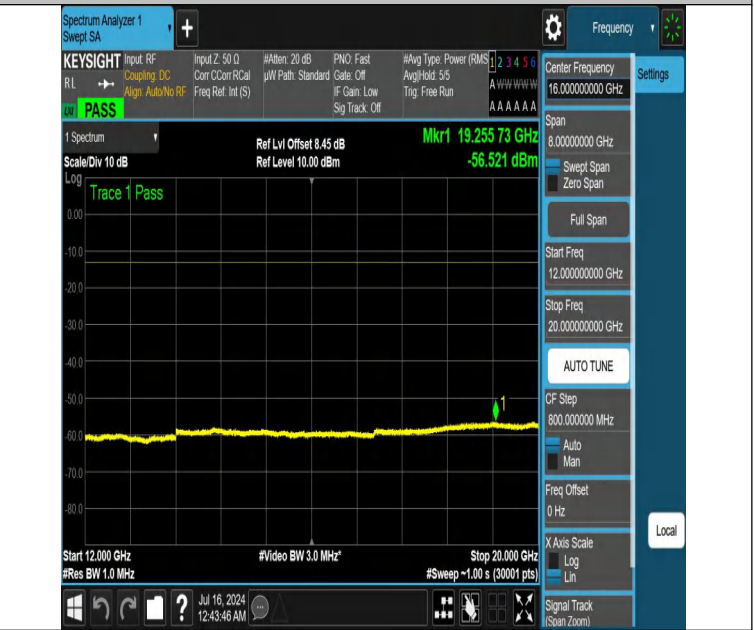 Spectrum Analyzer 1
Swept SA
+
Frequency
KEYSIGHT
RL
PASS
Input: RF
Coupling: DC
Align: Auto/No RF
Input Z: 50 Ω
Corr CCorr RCal
Freq Ref: Int (S)
#Atten: 20 dB
µW Path: Standard
PNO: Fast
Gate: Off
IF Gain: Low
Sig Track: Off
#Avg Type: Power (RMS
Avg|Hold: 5/5
Trig: Free Run
1 2 3 4 5 6
A W W W W W
A A A A A A
1 Spectrum
Scale/Div 10 dB
Ref Lvl Offset 8.45 dB
Ref Level 10.00 dBm
Mkr1 19.255 73 GHz
-56.521 dBm
Log
Trace 1 Pass
0.00
-10.0
-20.0
-30.0
-40.0
-50.0
-60.0
-70.0
-80.0
1
Start 12.000 GHz
#Res BW 1.0 MHz
#Video BW 3.0 MHz*
Stop 20.000 GHz
#Sweep ~1.00 s (30001 pts)
Center Frequency
16.000000000 GHz
Settings
Span
8.00000000 GHz
Swept Span
Zero Span
Full Span
Start Freq
12.000000000 GHz
Stop Freq
20.000000000 GHz
AUTO TUNE
CF Step
800.000000 MHz
Auto
Man
Freq Offset
0 Hz
X Axis Scale
Log
Lin
Local
Signal Track
(Span Zoom)
?
Jul 16, 2024
12:43:46 AM